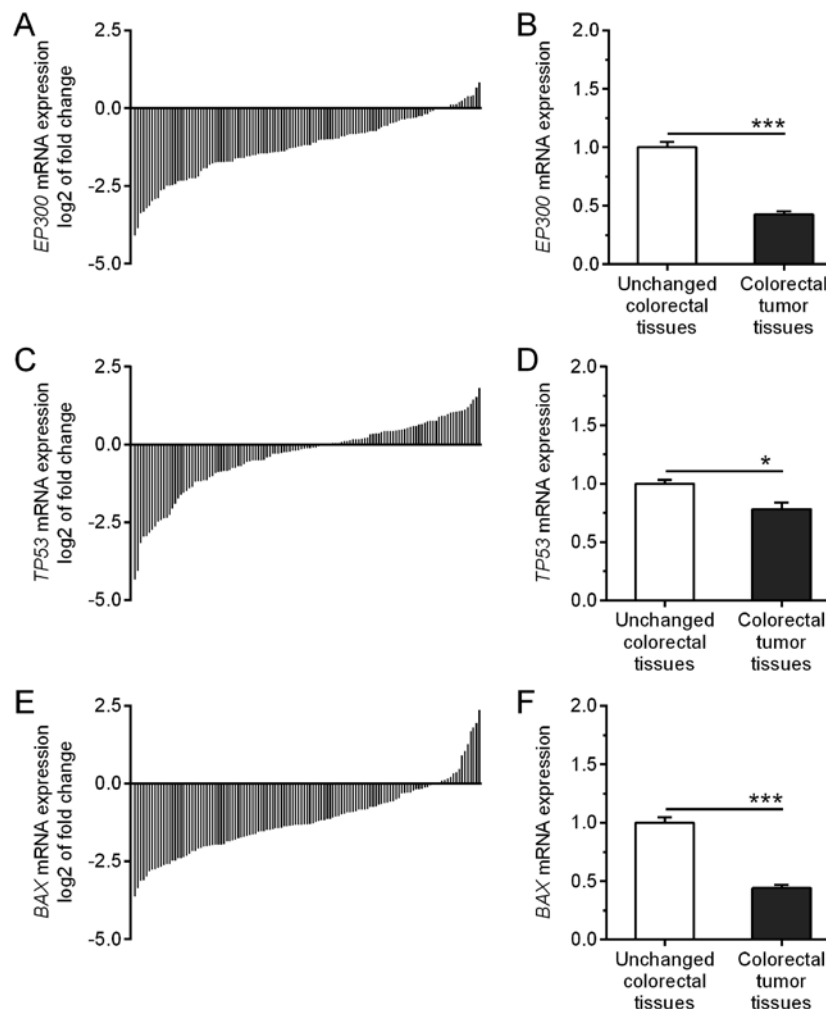 A
EP300 mRNA expression
log2 of fold change
2.5
0.0
-2.5
-5.0
B
EP300 mRNA expression
2.0
1.5
1.0
0.5
0.0
***
Unchanged
colorectal
tissues
Colorectal
tumor
tissues
C
TP53 mRNA expression
log2 of fold change
2.5
0.0
-2.5
-5.0
D
TP53 mRNA expression
2.0
1.5
1.0
0.5
0.0
*
Unchanged
colorectal
tissues
Colorectal
tumor
tissues
E
BAX mRNA expression
log2 of fold change
2.5
0.0
-2.5
-5.0
F
BAX mRNA expression
2.0
1.5
1.0
0.5
0.0
***
Unchanged
colorectal
tissues
Colorectal
tumor
tissues